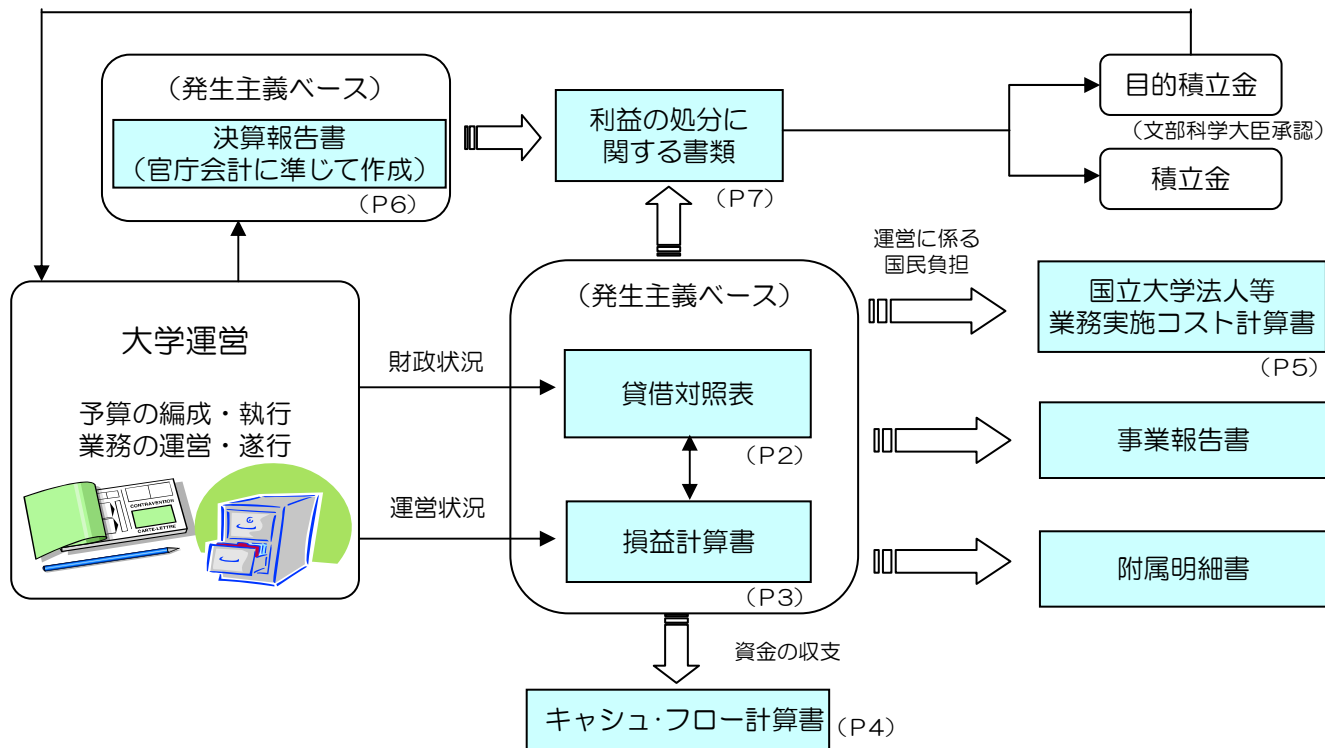 (発生主義ベース)
決算報告書
(官庁会計に準じて作成)
(P6)
利益の処分に
関する書類
(P7)
目的積立金
(文部科学大臣承認)
積立金
大学運営
予算の編成・執行
業務の運営・遂行
CONTRAVENTION
CARTE-LETTRE
財政状況
運営状況
(発生主義ベース)
貸借対照表
(P2)
損益計算書
(P3)
運営に係る
国民負担
国立大学法人等
業務実施コスト計算書
(P5)
事業報告書
附属明細書
資金の収支
キャシュ・フロー計算書
(P4)